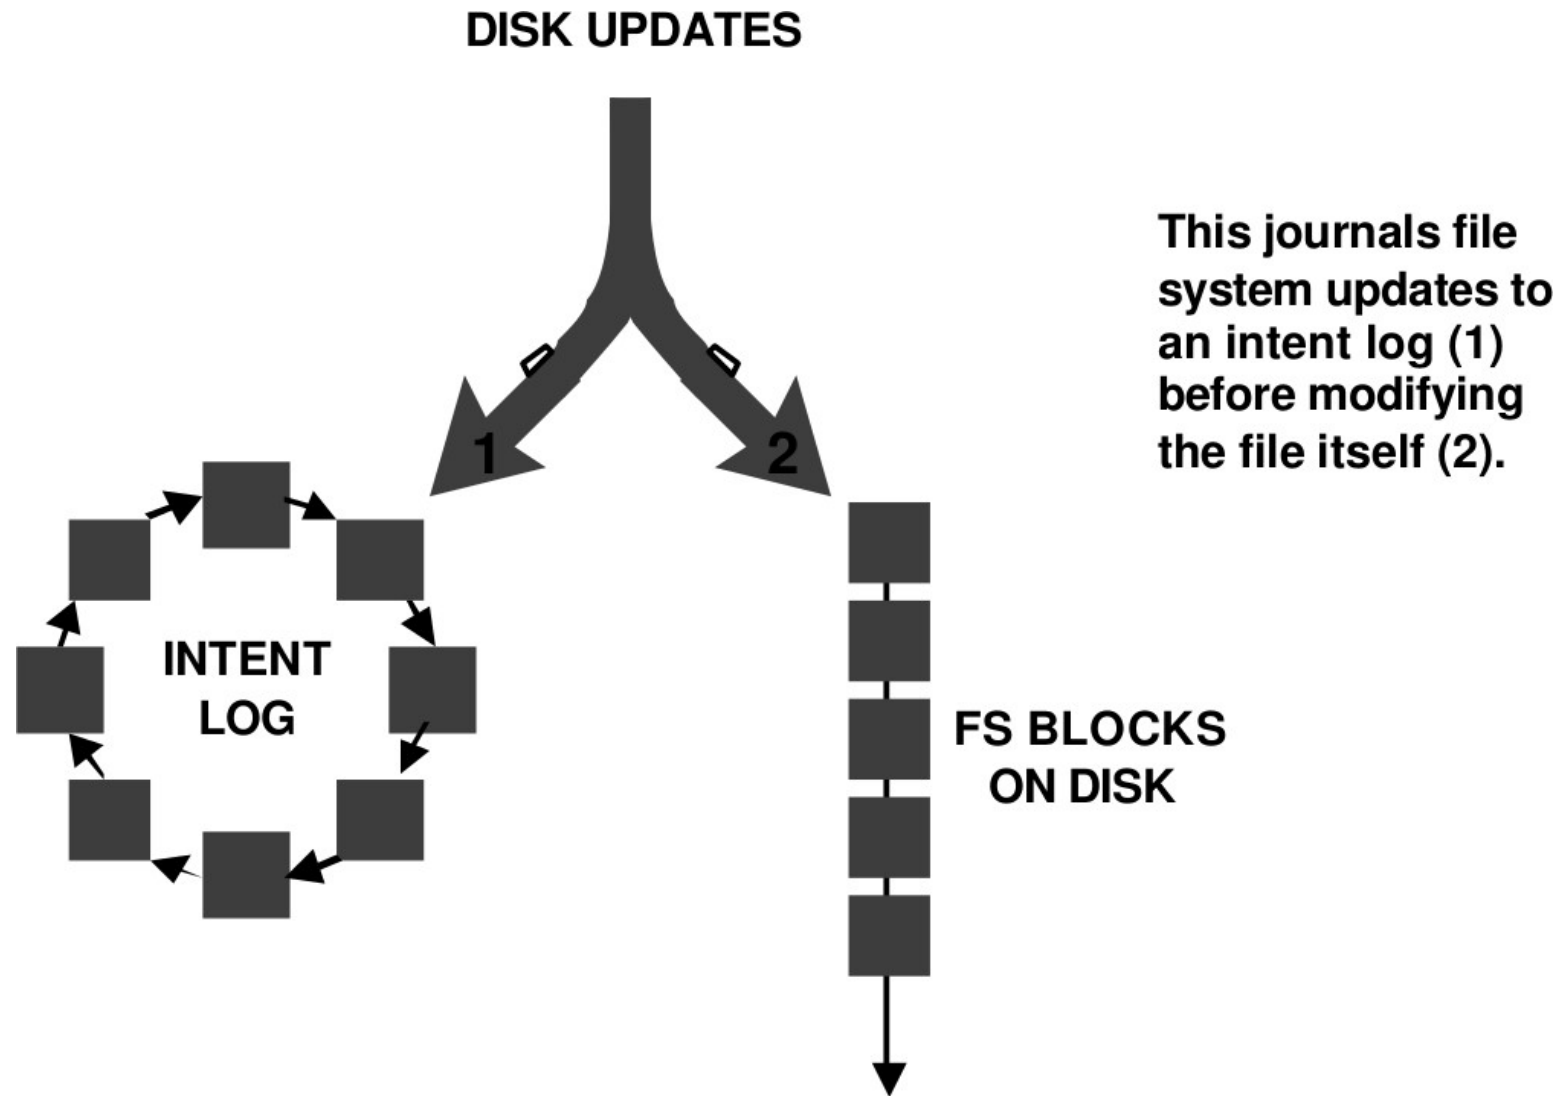 DISK UPDATES
This journals file
system updates to
an intent log (1)
before modifying
the file itself (2).
1
2
INTENT
LOG
FS BLOCKS
ON DISK